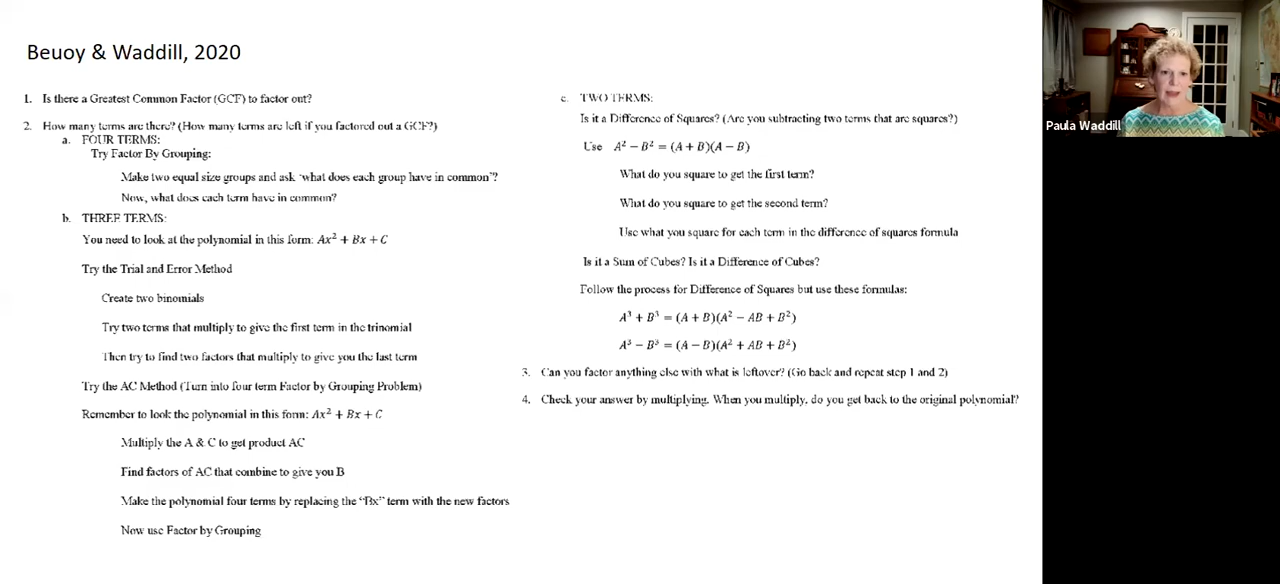 Beuoy & Waddill, 2020
1. Is there a Greatest Common Factor (GCF) to factor out?
2. How many terms are there? (How many terms are left if you factored out a GCF?)
a. FOUR TERMS:
Try Factor By Grouping:
Make two equal size groups and ask 'what does each group have in common'?
Now, what does each term have in common?
b. THREE TERMS:
You need to look at the polynomial in this form: Ax² + Bx + C
Try the Trial and Error Method
Create two binomials
Try two terms that multiply to give the first term in the trinomial
Then try to find two factors that multiply to give you the last term
Try the AC Method (Turn into four term Factor by Grouping Problem)
Remember to look the polynomial in this form: Ax² + Bx + C
Multiply the A & C to get product AC
Find factors of AC that combine to give you B
Make the polynomial four terms by replacing the "Bx" term with the new factors
Now use Factor by Grouping
c. TWO TERMS:
Is it a Difference of Squares? (Are you subtracting two terms that are squares?)
Use A² − B² = (A + B)(A − B)
What do you square to get the first term?
What do you square to get the second term?
Use what you square for each term in the difference of squares formula
Is it a Sum of Cubes? Is it a Difference of Cubes?
Follow the process for Difference of Squares but use these formulas:
A³ + B³ = (A + B)(A² − AB + B²)
A³ − B³ = (A − B)(A² + AB + B²)
3. Can you factor anything else with what is leftover? (Go back and repeat step 1 and 2)
4. Check your answer by multiplying. When you multiply, do you get back to the original polynomial?
Paula Waddill